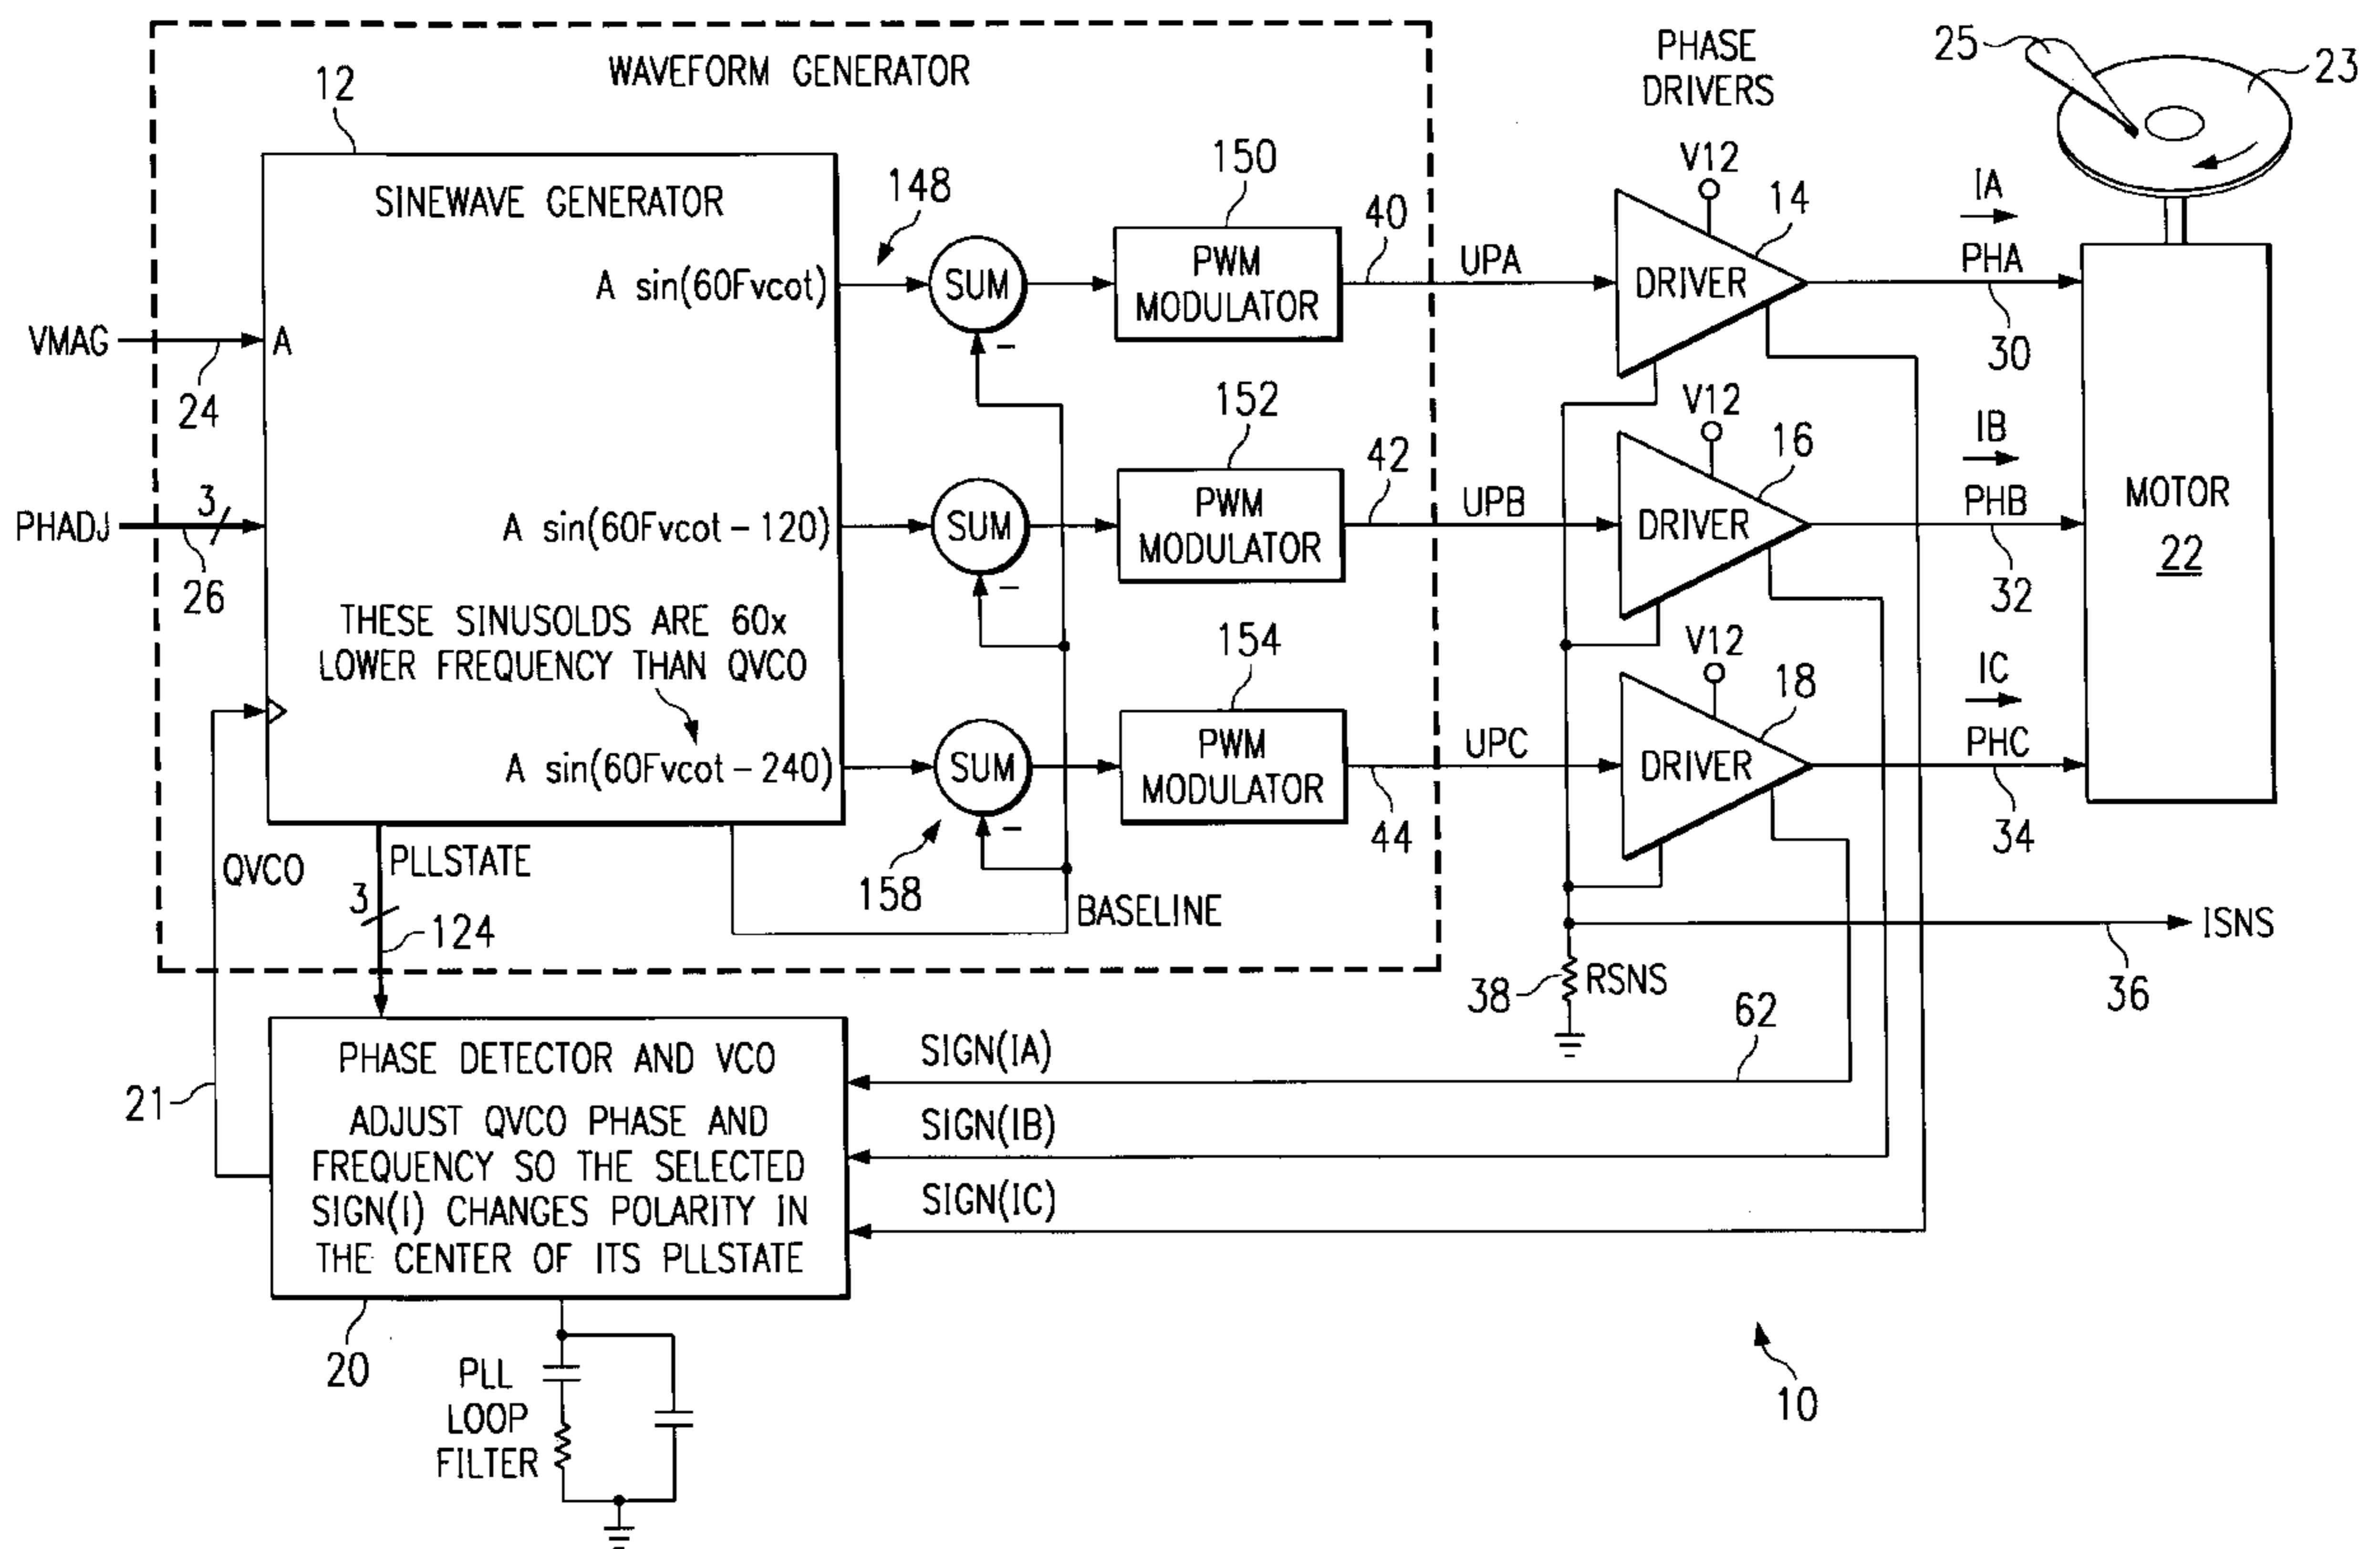 WAVEFORM GENERATOR
PHASE
DRIVERS
25
23
12
SINEWAVE GENERATOR
148
150
40
V12
14
IA
A sin(60Fvcot)
SUM
PWM
MODULATOR
UPA
DRIVER
PHA
30
VMAG
A
24
–
152
42
V12
16
IB
PHADJ
3
26
A sin(60Fvcot – 120)
SUM
PWM
MODULATOR
UPB
DRIVER
PHB
32
MOTOR
22
–
THESE SINUSOLDS ARE 60x
LOWER FREQUENCY THAN QVCO
154
V12
18
IC
A sin(60Fvcot – 240)
SUM
PWM
MODULATOR
44
UPC
DRIVER
PHC
34
–
158
QVCO
PLLSTATE
3
124
BASELINE
ISNS
36
38
RSNS
62
21
PHASE DETECTOR AND VCO
ADJUST QVCO PHASE AND
FREQUENCY SO THE SELECTED
SIGN(I) CHANGES POLARITY IN
THE CENTER OF ITS PLLSTATE
SIGN(IA)
SIGN(IB)
SIGN(IC)
20
PLL
LOOP
FILTER
10